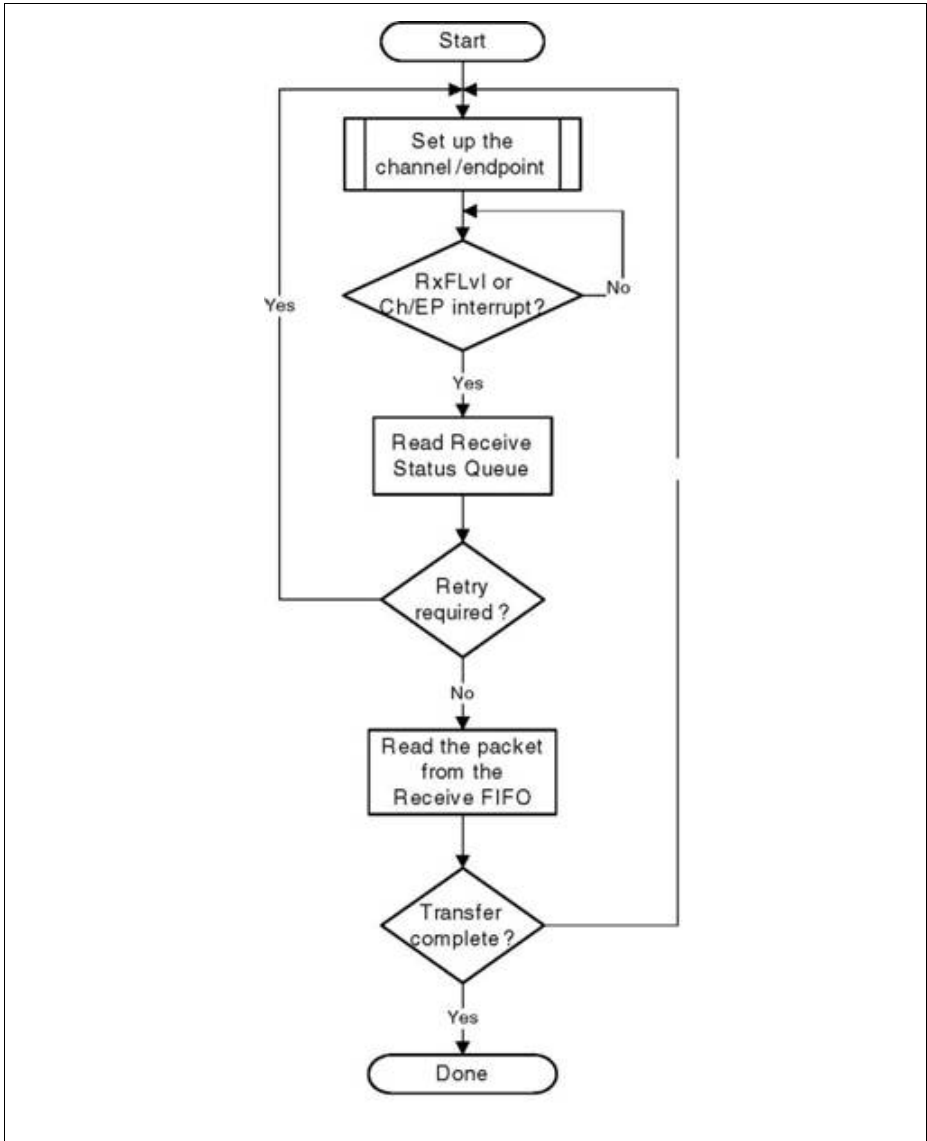 Start
Set up the
channel/endpoint
RxFLvl or
Ch/EP interrupt?
No
Yes
Yes
Read Receive
Status Queue
Retry
required ?
No
Read the packet
from the
Receive FIFO
Transfer
complete ?
Yes
Done